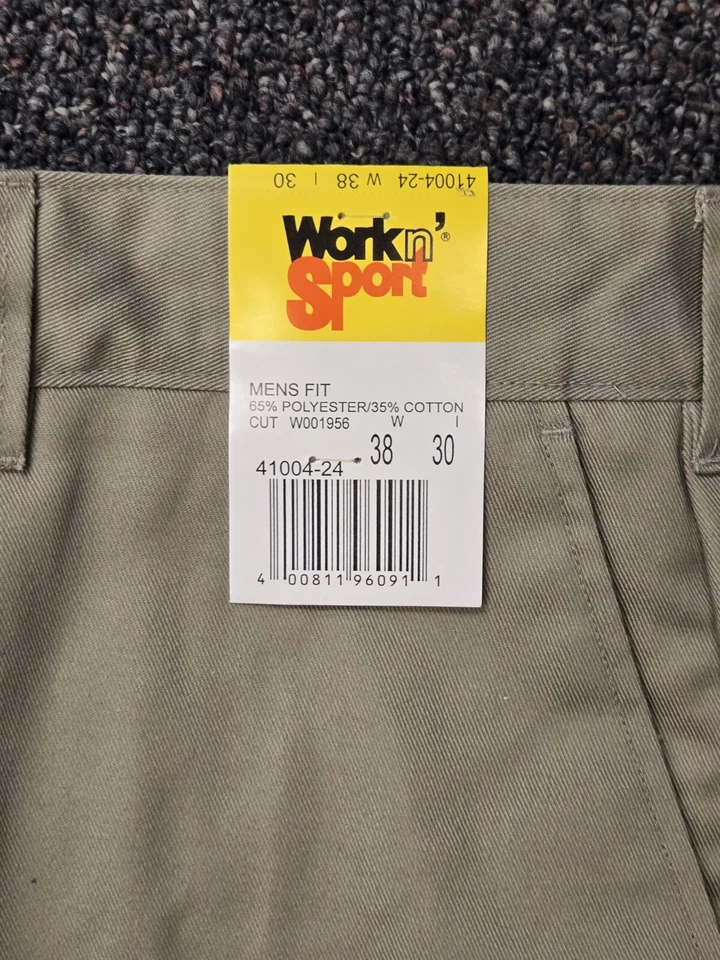 41004-24 W 38 I 30
Work n'®
Sport
MENS FIT
65% POLYESTER/35% COTTON
CUT W001956 W I
41004-24 38 30
4 00811 96091 1